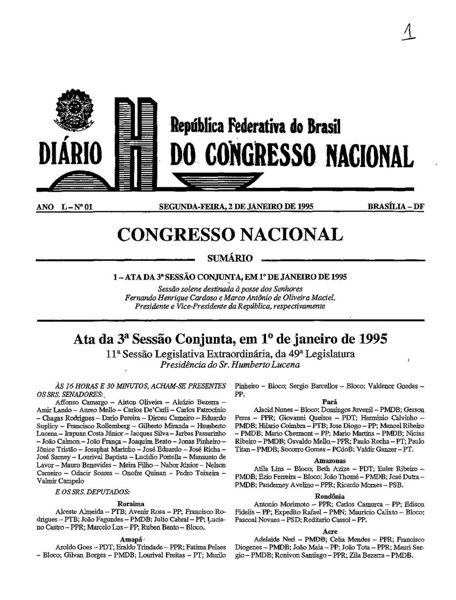 1
República Federativa do Brasil
DIÁRIO DO CONGRESSO NACIONAL
ANO L – Nº 01 SEGUNDA-FEIRA, 2 DE JANEIRO DE 1995 BRASÍLIA – DF
CONGRESSO NACIONAL
SUMÁRIO
1 – ATA DA 3ª SESSÃO CONJUNTA, EM 1º DE JANEIRO DE 1995
Sessão solene destinada à posse dos Senhores
Fernando Henrique Cardoso e Marco Antônio de Oliveira Maciel,
Presidente e Vice-Presidente da República, respectivamente
Ata da 3ª Sessão Conjunta, em 1º de janeiro de 1995
11ª Sessão Legislativa Extraordinária, da 49ª Legislatura
Presidência do Sr. Humberto Lucena
ÀS 16 HORAS E 30 MINUTOS, ACHAM-SE PRESENTES
OS SRS. SENADORES:
Affonso Camargo – Airton Oliveira – Aluízio Bezerra –
Amir Lando – Aureo Mello – Carlos De'Carli – Carlos Patrocínio
– Chagas Rodrigues – Dario Pereira – Dirceu Carneiro – Eduardo
Suplicy – Francisco Rollemberg – Gilberto Miranda – Humberto
Lucena – Irapuan Costa Júnior – Jacques Silva – Jarbas Passarinho
– João Calmon – João França – Joaquim Beato – Jonas Pinheiro –
Júnice Tristão – Josaphat Marinho – José Eduardo – José Richa –
José Sarney – Lourival Baptista – Lucídio Portella – Mansueto de
Lavor – Mauro Benevides – Meira Filho – Nabor Júnior – Nelson
Carneiro – Odacir Soares – Onofre Quinan – Pedro Teixeira –
Valmir Campelo
E OS SRS. DEPUTADOS:
Roraima
Alceste Almeida – PTB; Avenir Rosa – PP; Francisco Ro-
drigues – PTB; João Fagundes – PMDB; Julio Cabral – PP; Lucia-
no Castro – PPR; Marcelo Luz – PP; Ruben Bento – Bloco.
Amapá
Aroldo Goes – PDT; Eraldo Trindade – PPR; Fatima Pelaes
– Bloco; Gilvan Borges – PMDB; Lourival Freitas – PT; Murilo
Pinheiro – Bloco; Sergio Barcellos – Bloco; Valdenor Guedes –
PP.
Pará
Alacid Nunes – Bloco; Domingos Juvenil – PMDB; Gerson
Peres – PPR; Giovanni Queiroz – PDT; Hermínio Calvinho –
PMDB; Hilario Coimbra – PTB; Jose Diogo – PP; Manoel Ribeiro
– PMDB; Mario Chermont – PP; Mario Martins – PMDB; Nicias
Ribeiro – PMDB; Osvaldo Mello – PPR; Paulo Rocha – PT; Paulo
Titan – PMDB; Socorro Gomes – PCdoB; Valdir Ganzer – PT.
Amazonas
Atila Lins – Bloco; Beth Azize – PDT; Euler Ribeiro –
PMDB; Ézio Ferreira – Bloco; João Thomé – PMDB; José Dutra –
PMDB; Pauderney Avelino – PPR; Ricardo Moraes – PSB.
Rondônia
Antonio Morimoto – PPR; Carlos Camurca – PP; Edison
Fidelis – PP; Expedito Rafael – PMN; Maurício Calixto – Bloco;
Pascoal Novaes – PSD; Reditario Cassol – PP.
Acre
Adelaide Neri – PMDB; Celia Mendes – PPR; Francisco
Diogenes – PMDB; João Maia – PP; João Tota – PPR; Mauri Ser-
gio – PMDB; Ronivon Santiago – PPR; Zila Bezerra – PMDB.